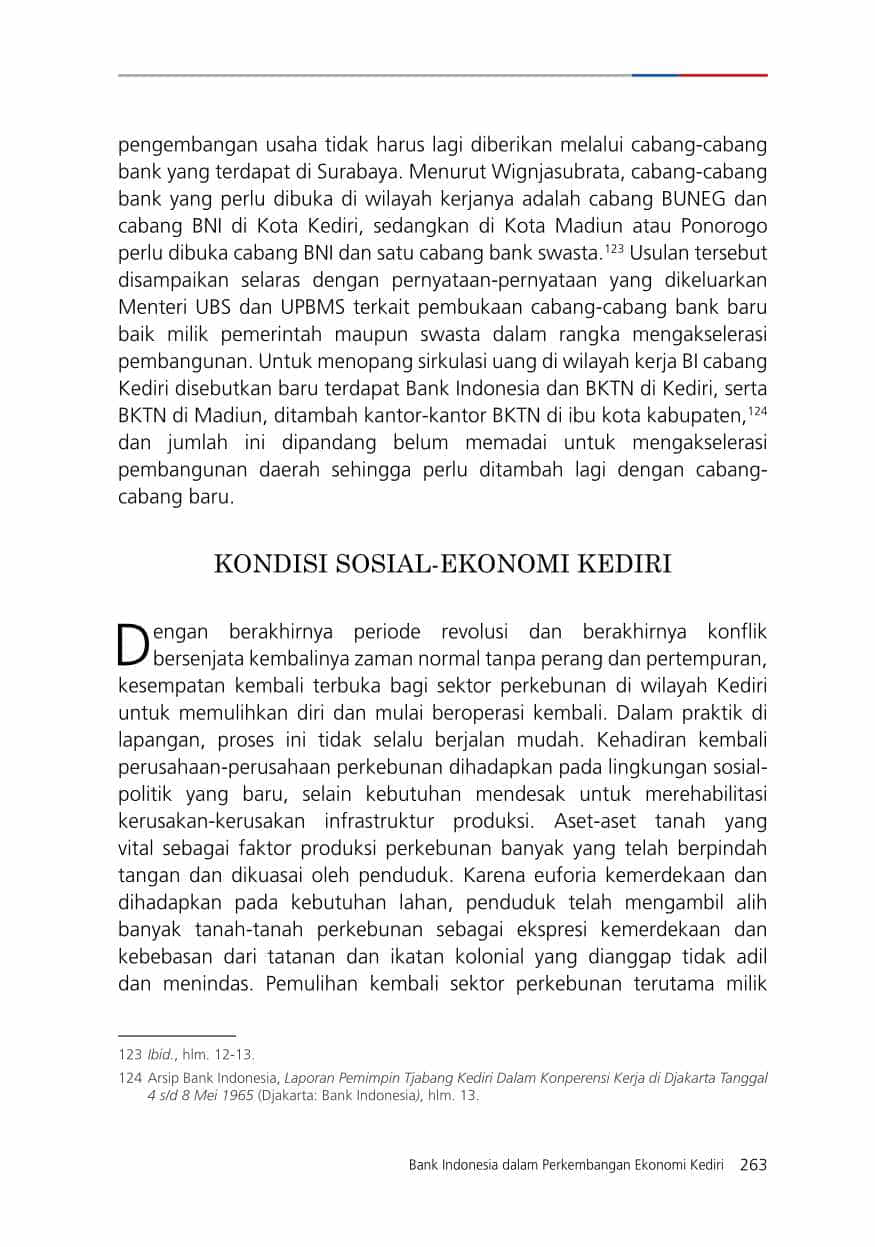 pengembangan usaha tidak harus lagi diberikan melalui cabang-cabang
bank yang terdapat di Surabaya. Menurut Wignjasubrata, cabang-cabang
bank yang perlu dibuka di wilayah kerjanya adalah cabang BUNEG dan
cabang BNI di Kota Kediri, sedangkan di Kota Madiun atau Ponorogo
perlu dibuka cabang BNI dan satu cabang bank swasta.¹²³ Usulan tersebut
disampaikan selaras dengan pernyataan-pernyataan yang dikeluarkan
Menteri UBS dan UPBMS terkait pembukaan cabang-cabang bank baru
baik milik pemerintah maupun swasta dalam rangka mengakselerasi
pembangunan. Untuk menopang sirkulasi uang di wilayah kerja BI cabang
Kediri disebutkan baru terdapat Bank Indonesia dan BKTN di Kediri, serta
BKTN di Madiun, ditambah kantor-kantor BKTN di ibu kota kabupaten,¹²⁴
dan jumlah ini dipandang belum memadai untuk mengakselerasi
pembangunan daerah sehingga perlu ditambah lagi dengan cabang-
cabang baru.
KONDISI SOSIAL-EKONOMI KEDIRI
Dengan berakhirnya periode revolusi dan berakhirnya konflik
bersenjata kembalinya zaman normal tanpa perang dan pertempuran,
kesempatan kembali terbuka bagi sektor perkebunan di wilayah Kediri
untuk memulihkan diri dan mulai beroperasi kembali. Dalam praktik di
lapangan, proses ini tidak selalu berjalan mudah. Kehadiran kembali
perusahaan-perusahaan perkebunan dihadapkan pada lingkungan sosial-
politik yang baru, selain kebutuhan mendesak untuk merehabilitasi
kerusakan-kerusakan infrastruktur produksi. Aset-aset tanah yang
vital sebagai faktor produksi perkebunan banyak yang telah berpindah
tangan dan dikuasai oleh penduduk. Karena euforia kemerdekaan dan
dihadapkan pada kebutuhan lahan, penduduk telah mengambil alih
banyak tanah-tanah perkebunan sebagai ekspresi kemerdekaan dan
kebebasan dari tatanan dan ikatan kolonial yang dianggap tidak adil
dan menindas. Pemulihan kembali sektor perkebunan terutama milik
123 Ibid., hlm. 12-13.
124 Arsip Bank Indonesia, Laporan Pemimpin Tjabang Kediri Dalam Konperensi Kerja di Djakarta Tanggal
4 s/d 8 Mei 1965 (Djakarta: Bank Indonesia), hlm. 13.
Bank Indonesia dalam Perkembangan Ekonomi Kediri 263